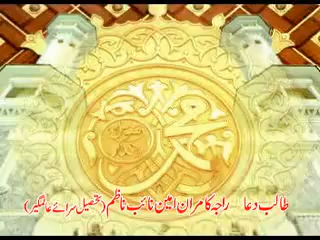 محمد
طالب دعا راجہ کامران امین نائب ناظم (تحصیل سرائے عالمگیر)